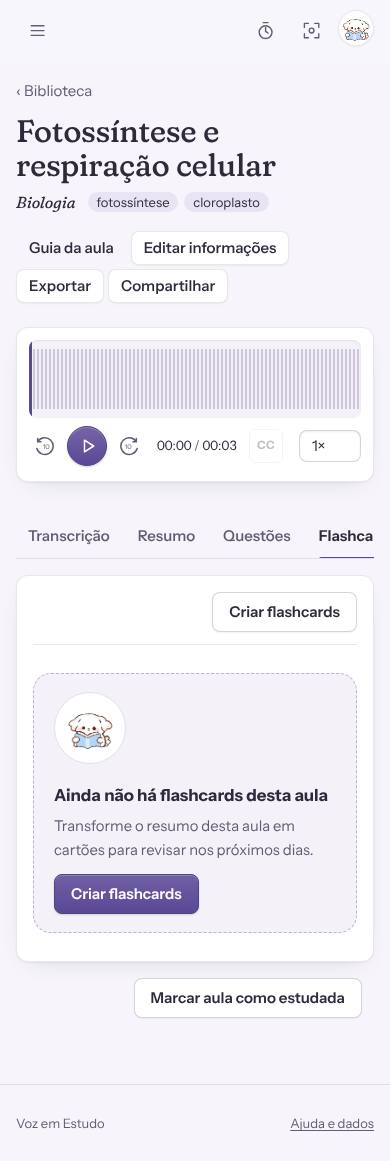 ‹ Biblioteca
Fotossíntese e
respiração celular
Biologia fotossíntese cloroplasto
Guia da aula Editar informações
Exportar Compartilhar
10 10 00:00 / 00:03 CC 1×
Transcrição Resumo Questões Flashca
Criar flashcards
Ainda não há flashcards desta aula
Transforme o resumo desta aula em
cartões para revisar nos próximos dias.
Criar flashcards
Marcar aula como estudada
Voz em Estudo Ajuda e dados